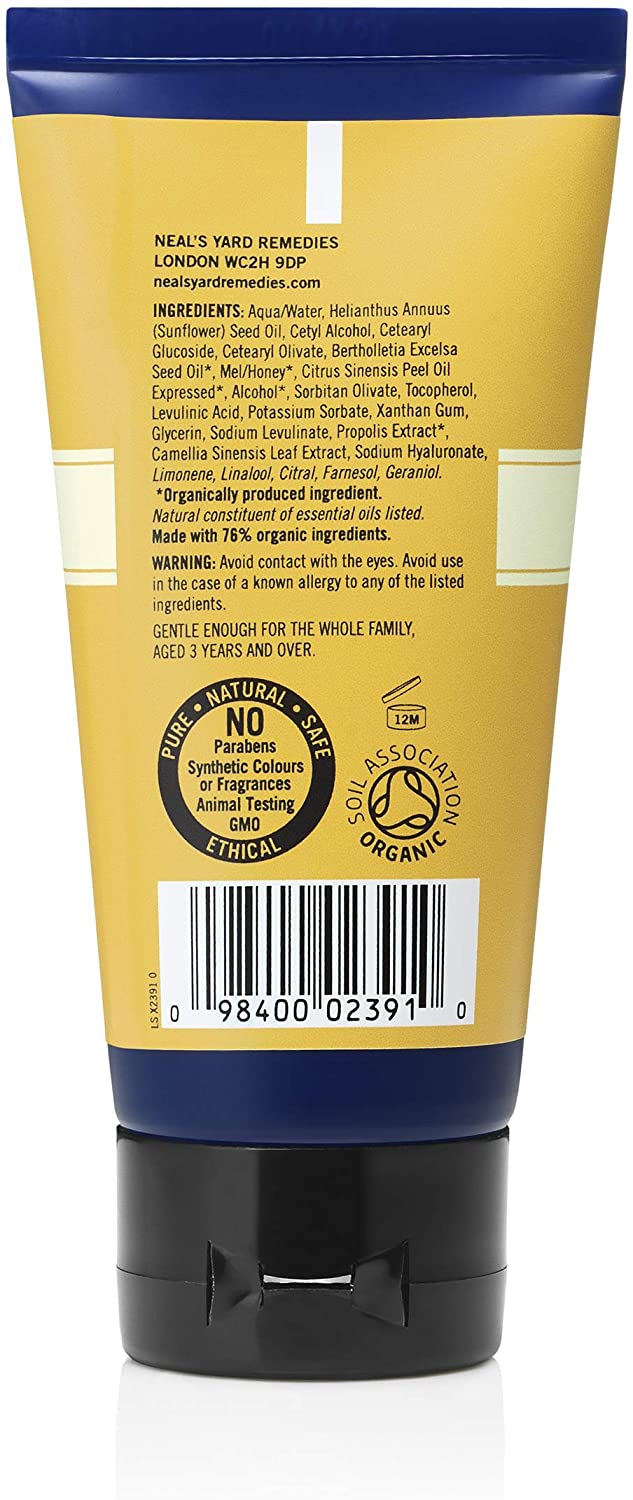 NEAL'S YARD REMEDIES
LONDON WC2H 9DP
nealsyardremedies.com
INGREDIENTS: Aqua/Water, Helianthus Annuus
(Sunflower) Seed Oil, Cetyl Alcohol, Cetearyl
Glucoside, Cetearyl Olivate, Bertholletia Excelsa
Seed Oil*, Mel/Honey*, Citrus Sinensis Peel Oil
Expressed*, Alcohol*, Sorbitan Olivate, Tocopherol,
Levulinic Acid, Potassium Sorbate, Xanthan Gum,
Glycerin, Sodium Levulinate, Propolis Extract*,
Camellia Sinensis Leaf Extract, Sodium Hyaluronate,
Limonene, Linalool, Citral, Farnesol, Geraniol.
*Organically produced ingredient.
Natural constituent of essential oils listed.
Made with 76% organic ingredients.
WARNING: Avoid contact with the eyes. Avoid use
in the case of a known allergy to any of the listed
ingredients.
GENTLE ENOUGH FOR THE WHOLE FAMILY,
AGED 3 YEARS AND OVER.
PURE • NATURAL • SAFE
NO
Parabens
Synthetic Colours
or Fragrances
Animal Testing
GMO
ETHICAL
12M
SOIL ASSOCIATION
ORGANIC
LS X2391 0
0 98400 02391 0